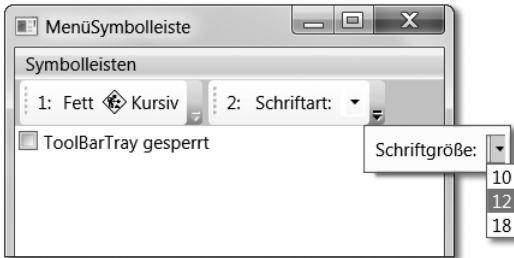 MenüSymbolleiste
Symbolleisten
1: Fett Kursiv 2: Schriftart:
ToolBarTray gesperrt
Schriftgröße:
10
12
18